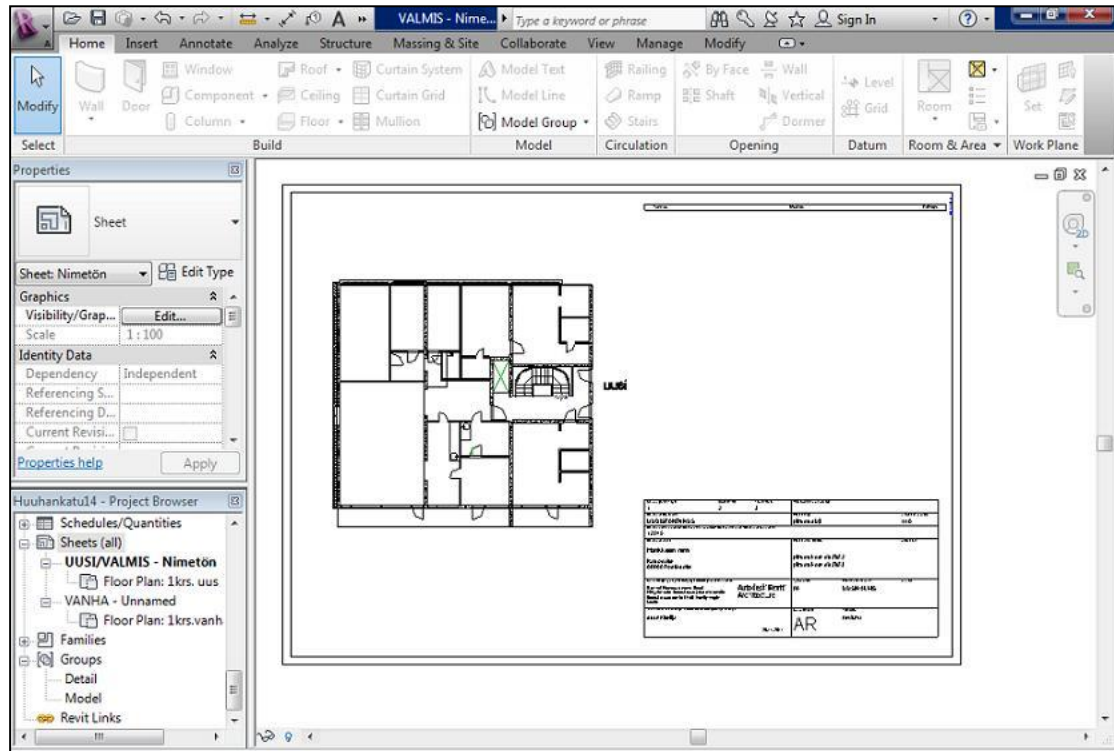 VALMIS - Nime... Type a keyword or phrase Sign In
Home Insert Annotate Analyze Structure Massing & Site Collaborate View Manage Modify
Modify
Wall
Door
Window
Component
Column
Roof
Ceiling
Floor
Curtain System
Curtain Grid
Mullion
Model Text
Model Line
Model Group
Railing
Ramp
Stairs
By Face
Shaft
Wall
Vertical
Dormer
Level
Grid
Room
Set
Select Build Model Circulation Opening Datum Room & Area Work Plane
Properties
Sheet
Sheet: Nimetön Edit Type
Graphics
Visibility/Grap... Edit...
Scale 1 : 100
Identity Data
Dependency Independent
Referencing S...
Referencing D...
Current Revisi...
Properties help Apply
Huuhankatu14 - Project Browser
Schedules/Quantities
Sheets (all)
UUSI/VALMIS - Nimetön
Floor Plan: 1krs. uus
VANHA - Unnamed
Floor Plan: 1krs.vanh
Families
Groups
Detail
Model
Revit Links
2D
uusi
Autodesk Revit
Architecture
AR